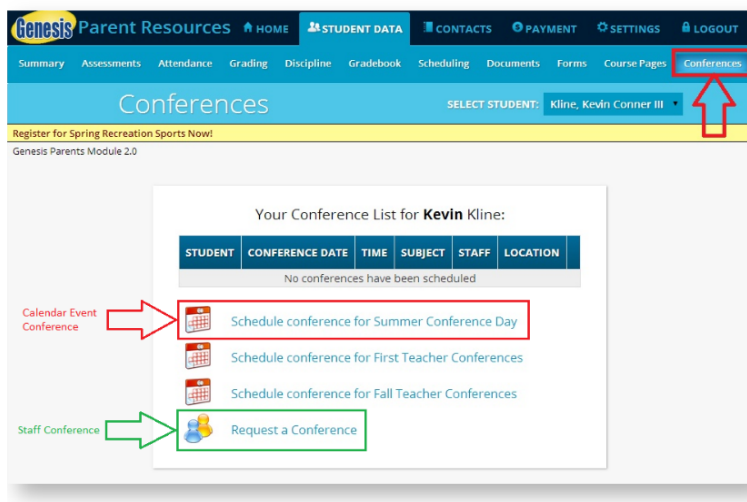 Genesis Parent Resources HOME STUDENT DATA CONTACTS PAYMENT SETTINGS LOGOUT
Summary Assessments Attendance Grading Discipline Gradebook Scheduling Documents Forms Course Pages Conferences
Conferences SELECT STUDENT: Kline, Kevin Conner III
Register for Spring Recreation Sports Now!
Genesis Parents Module 2.0
Your Conference List for Kevin Kline:
STUDENT CONFERENCE DATE TIME SUBJECT STAFF LOCATION
No conferences have been scheduled
Calendar Event
Conference
Schedule conference for Summer Conference Day
Schedule conference for First Teacher Conferences
Schedule conference for Fall Teacher Conferences
Staff Conference
Request a Conference